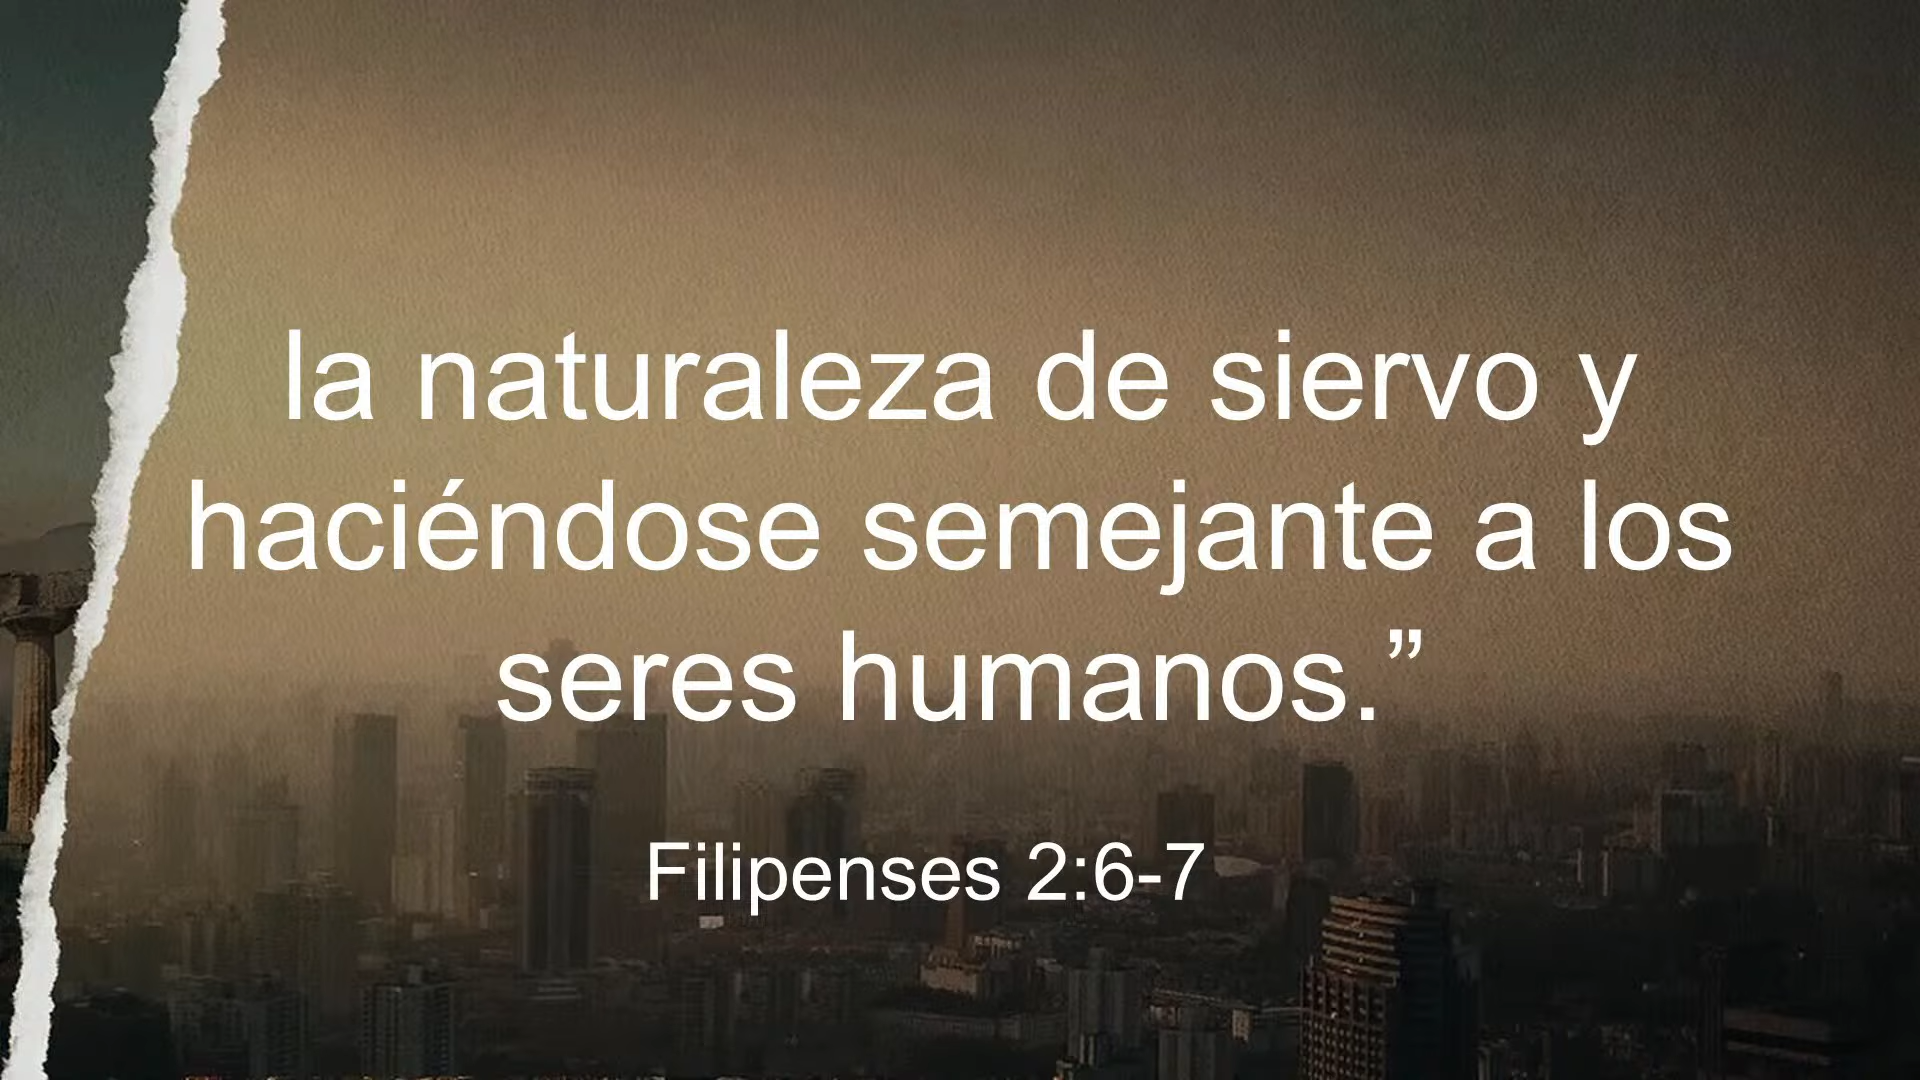 la naturaleza de siervo y
haciéndose semejante a los
seres humanos.”
Filipenses 2:6-7